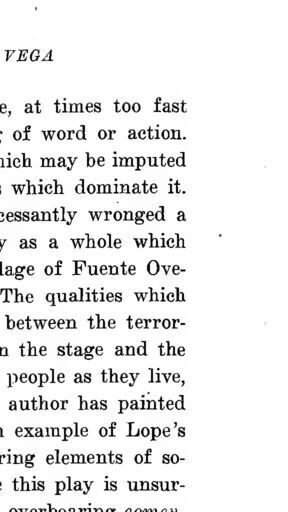 VEGA
e, at times too fast
of word or action.
hich may be imputed
which dominate it.
cessantly wronged a
y as a whole which
lage of Fuente Ove-
The qualities which
between the terror-
n the stage and the
people as they live,
author has painted
example of Lope's
ring elements of so-
this play is unsur-
overbearing comen-